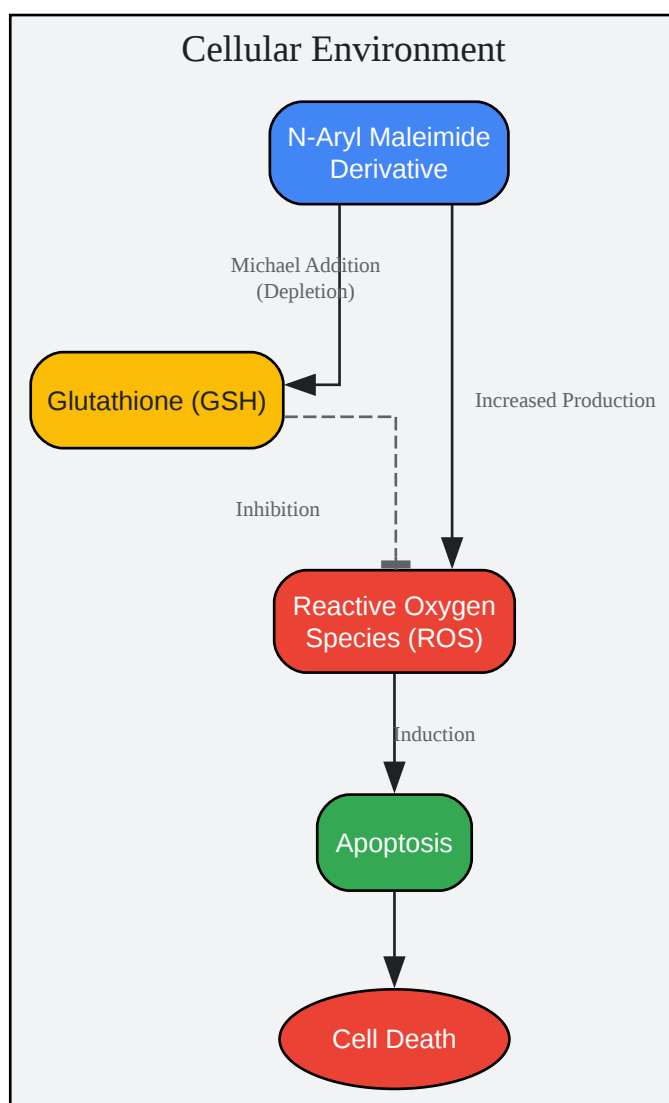 Cellular Environment
N-Aryl Maleimide
Derivative
Michael Addition
(Depletion)
Glutathione (GSH)
Increased Production
Inhibition
Reactive Oxygen
Species (ROS)
Induction
Apoptosis
Cell Death